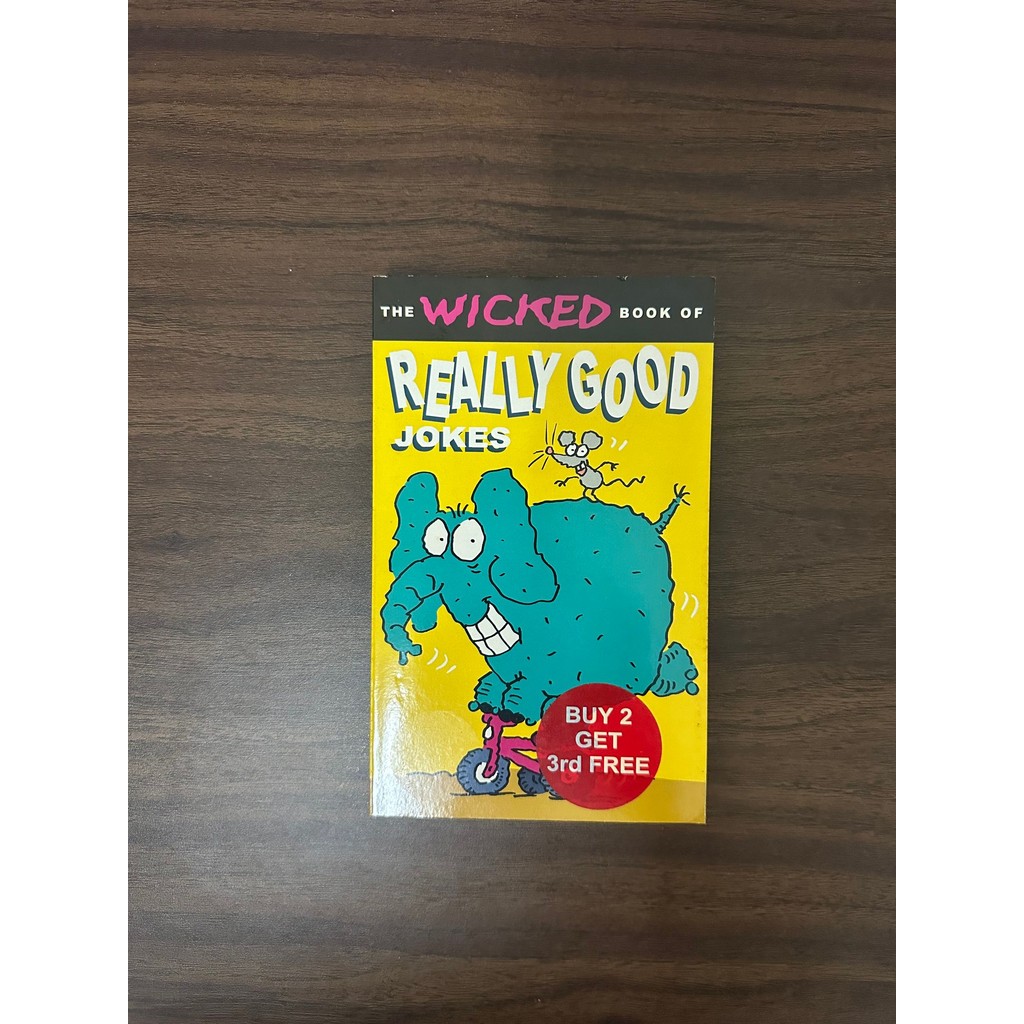 THE WICKED BOOK OF
REALLY GOOD
JOKES
BUY 2
GET
3rd FREE